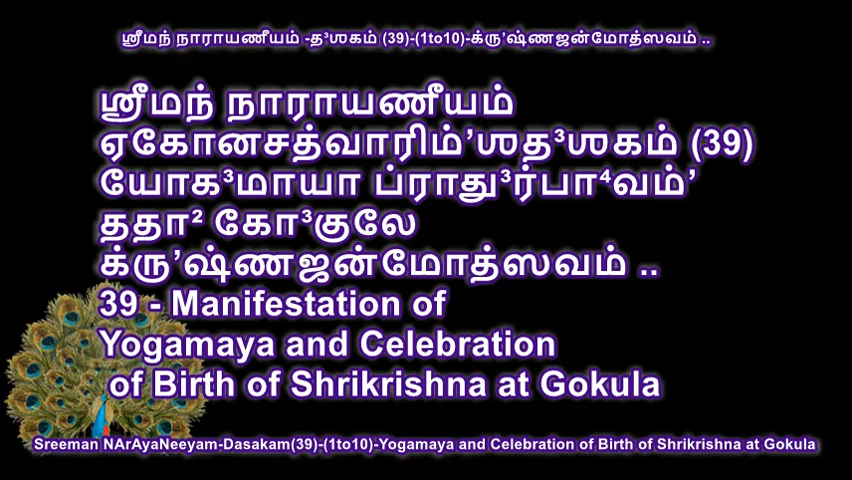 ஶ்ரீமந் நாராயணீயம் -த³ஶகம் (39)-(1to10)-க்ரு’ஷ்ணஜன்மோத்ஸவம் ..
ஶ்ரீமந் நாராயணீயம்
ஏகோனசத்வாரிம்’ஶத³ஶகம் (39)
யோக³மாயா ப்ராது³ர்பா⁴வம்’
ததா² கோ³குலே
க்ரு’ஷ்ணஜன்மோத்ஸவம் ..
39 - Manifestation of
Yogamaya and Celebration
of Birth of Shrikrishna at Gokula
Sreeman NArAyaNeeyam-Dasakam(39)-(1to10)-Yogamaya and Celebration of Birth of Shrikrishna at Gokula